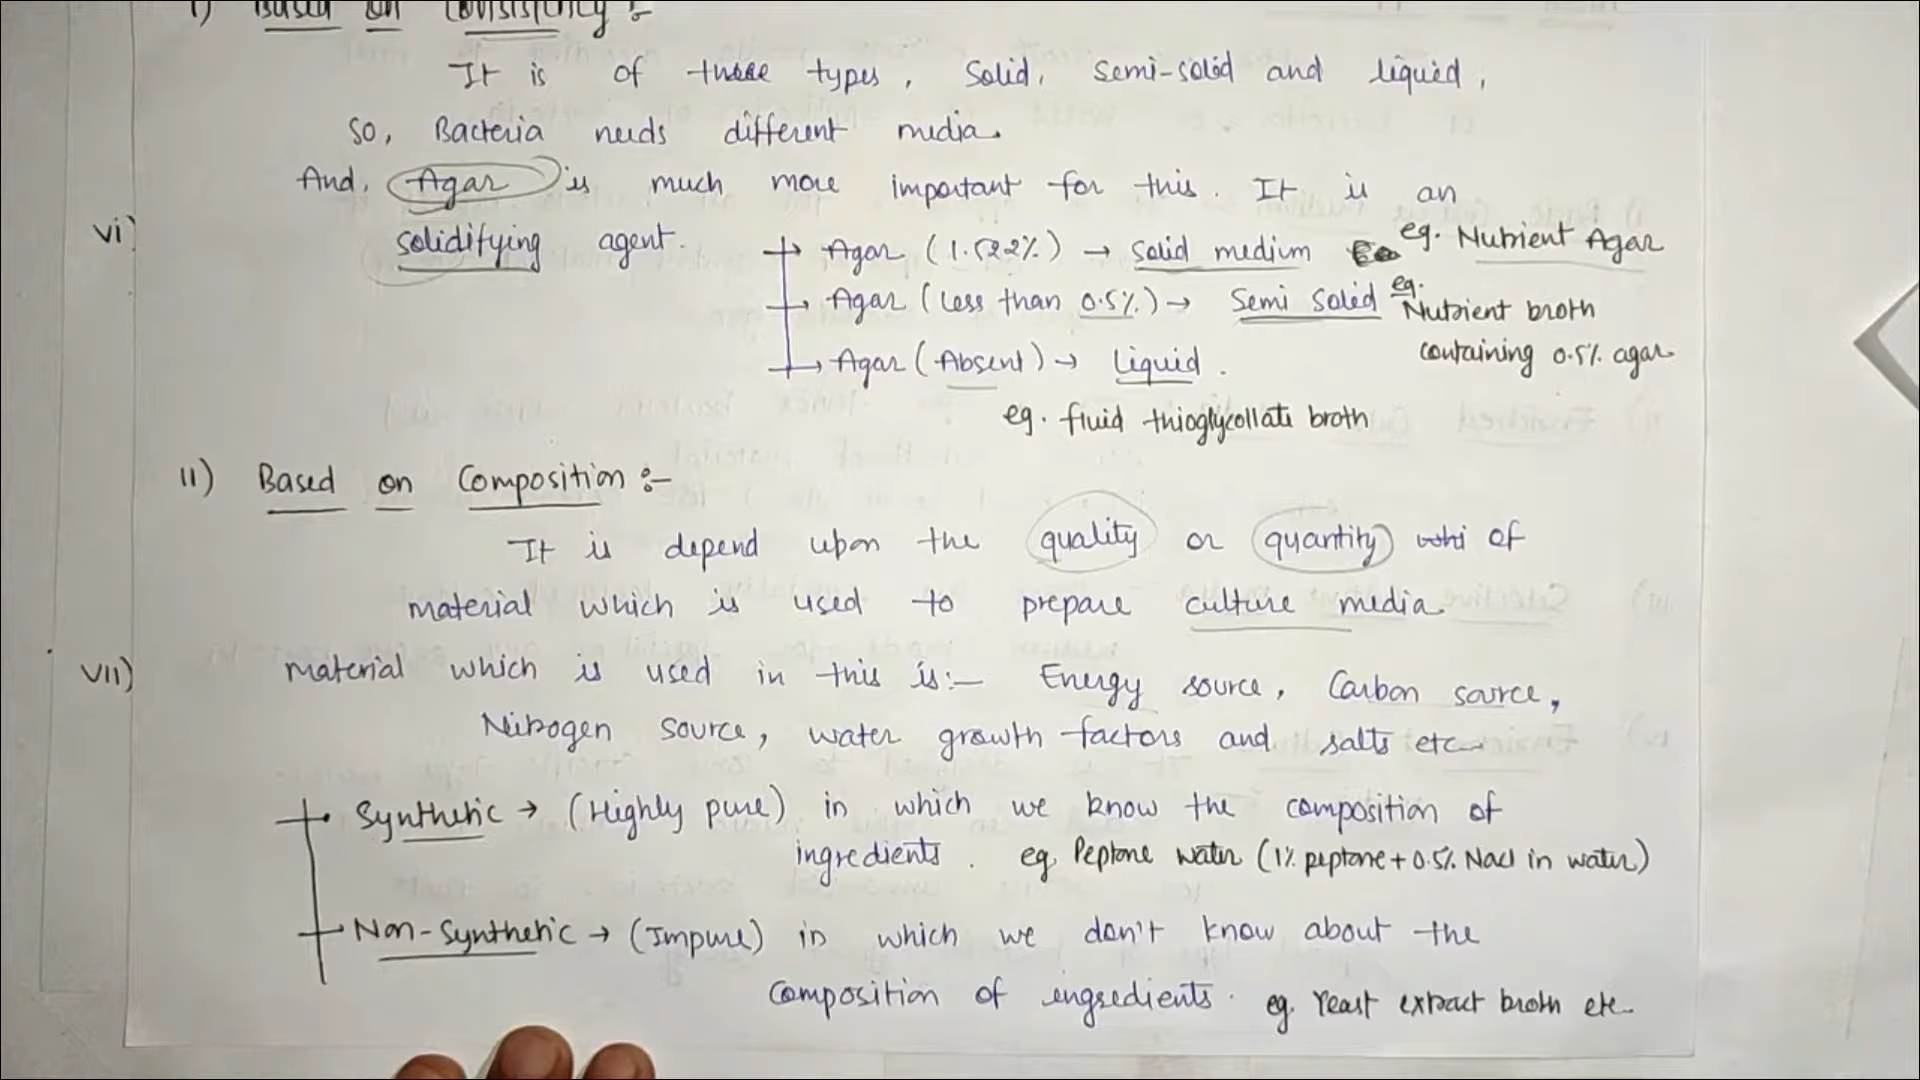 1) Based on Consistency :-
It is of three types, Solid, Semi-solid and liquid,
So, Bacteria needs different media.
And, Agar is much more important for this. It is an
vi)
solidifying agent.
Agar (1.5-2%) → Solid medium eg. Nutrient Agar
Agar (Less than 0.5%) → Semi Solid eg. Nutrient broth
containing 0.5% agar
Agar (Absent) → Liquid.
eg. fluid thioglycollate broth
11) Based on Composition :-
It is depend upon the quality or quantity whi of
material which is used to prepare culture media.
VII)
Material which is used in this is:- Energy source, Carbon source,
Nitrogen source, water growth factors and salts etc.
Synthetic → (Highly pure) in which we know the composition of
ingredients. eg. Peptone water (1% peptone + 0.5% Nacl in water)
Non-Synthetic → (Impure) in which we don't know about the
Composition of ingredients. eg. Yeast extract broth etc.